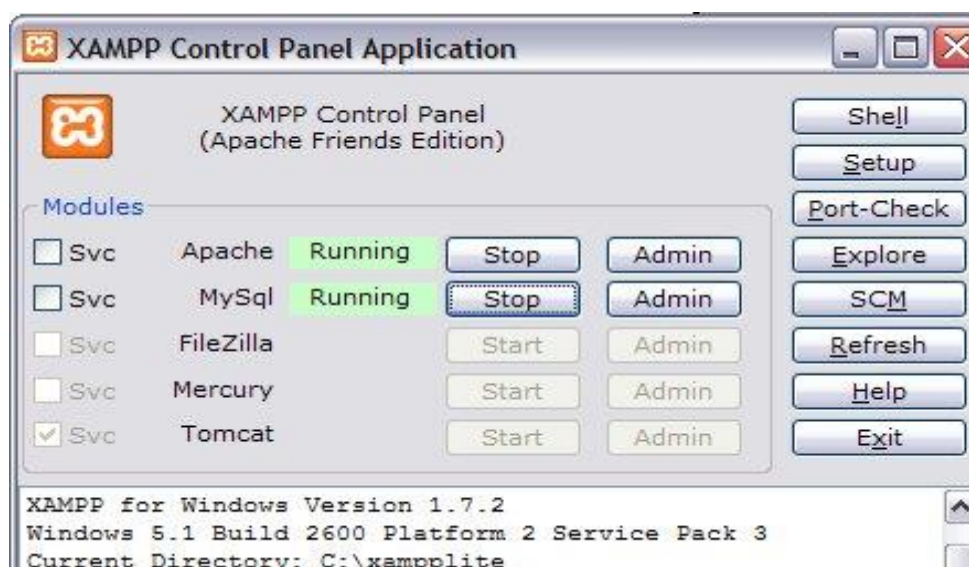 XAMPP Control Panel Application
XAMPP Control Panel
(Apache Friends Edition)
Shell
Setup
Port-Check
Explore
SCM
Refresh
Help
Exit
Modules
Svc Apache Running Stop Admin
Svc MySql Running Stop Admin
Svc FileZilla Start Admin
Svc Mercury Start Admin
Svc Tomcat Start Admin
XAMPP for Windows Version 1.7.2
Windows 5.1 Build 2600 Platform 2 Service Pack 3
Current Directory: C:\xampplite